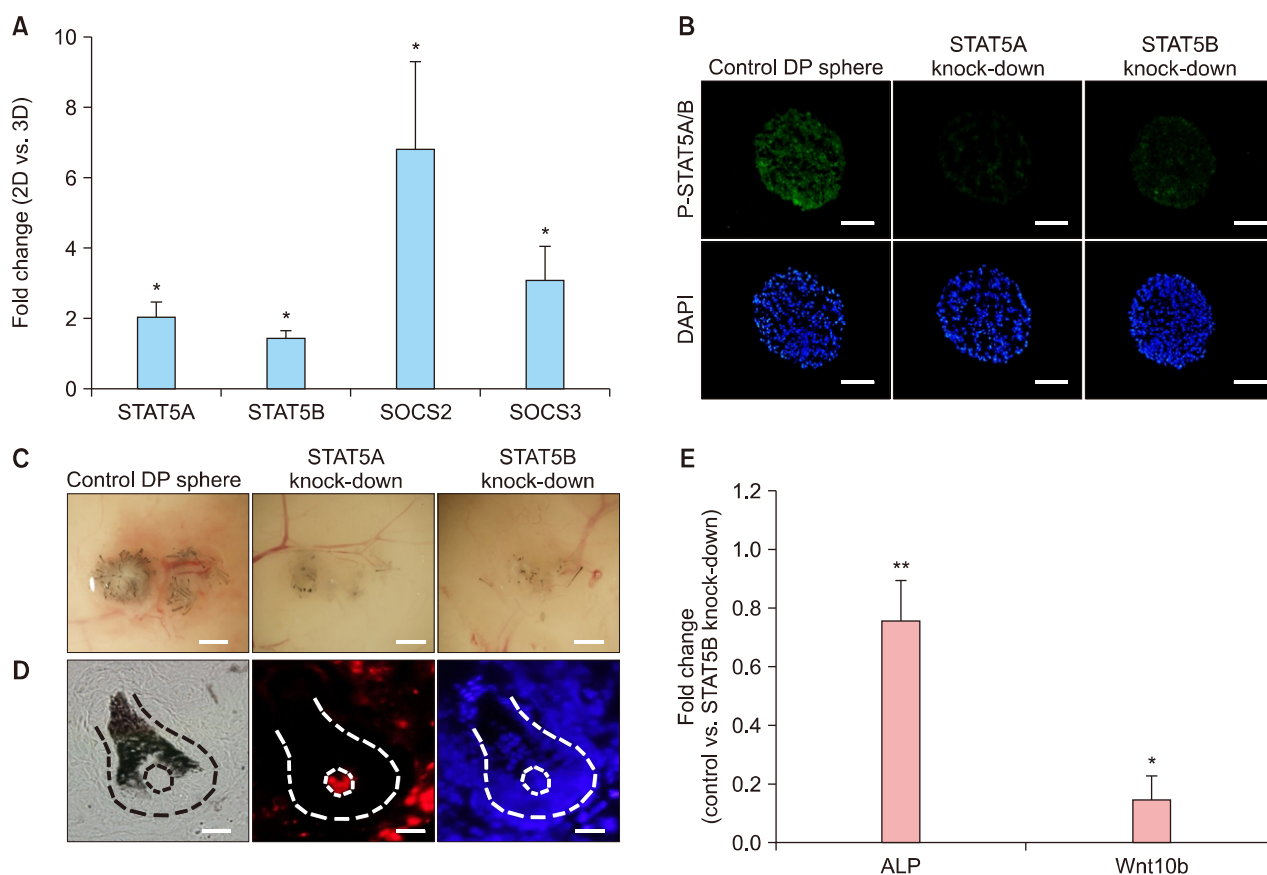 A
10
8
6
4
2
0
Fold change (2D vs. 3D)
*
*
*
*
STAT5A
STAT5B
SOCS2
SOCS3
B
Control DP sphere
STAT5A
knock-down
STAT5B
knock-down
P-STAT5A/B
DAPI
C
Control DP sphere
STAT5A
knock-down
STAT5B
knock-down
D
E
1.2
1.0
0.8
0.6
0.4
0.2
0.0
Fold change
(control vs. STAT5B knock-down)
**
*
ALP
Wnt10b